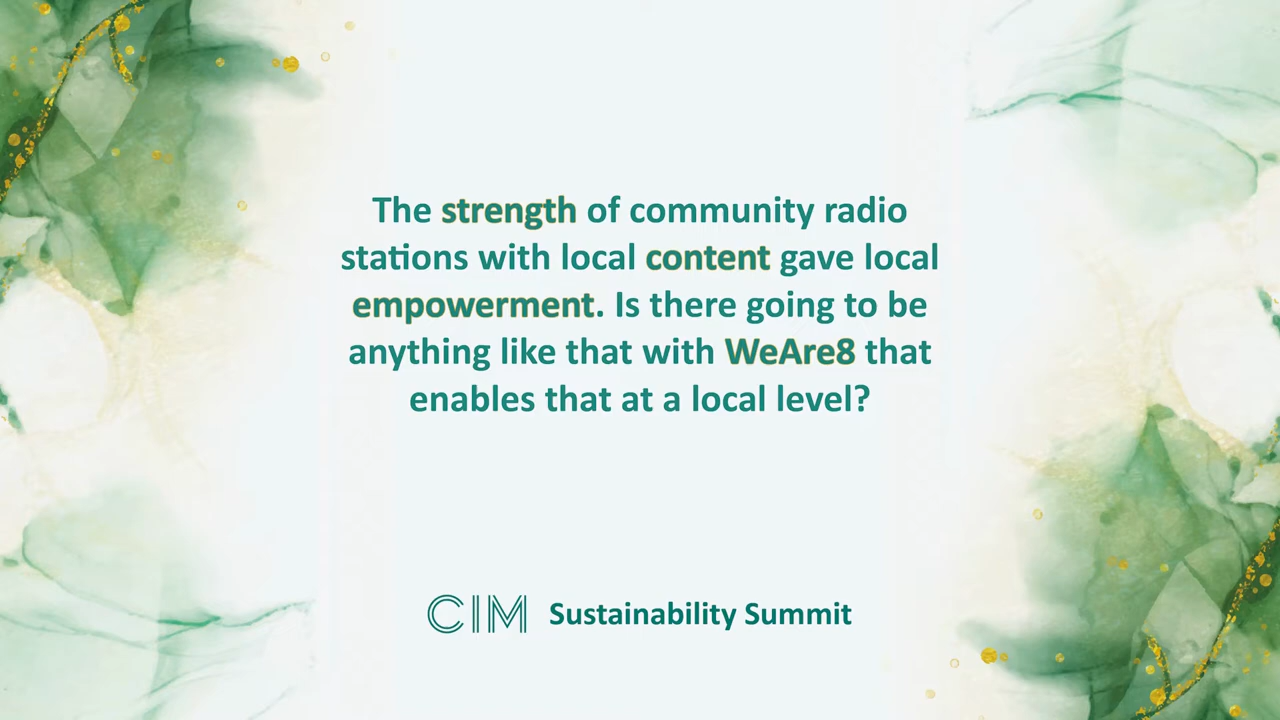 The strength of community radio
stations with local content gave local
empowerment. Is there going to be
anything like that with WeAre8 that
enables that at a local level?
CIM Sustainability Summit